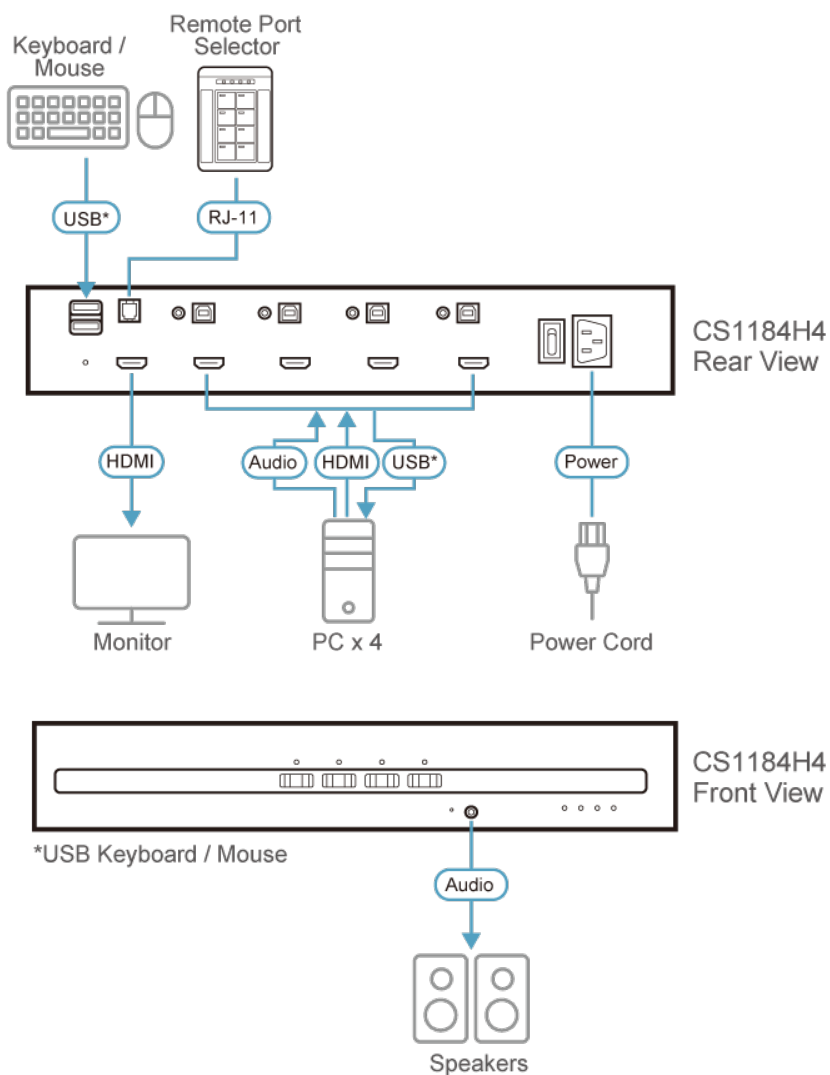 Remote Port
Selector
Keyboard /
Mouse
USB*
RJ-11
CS1184H4
Rear View
HDMI
Audio
HDMI
USB*
Power
Monitor
PC x 4
Power Cord
CS1184H4
Front View
*USB Keyboard / Mouse
Audio
Speakers